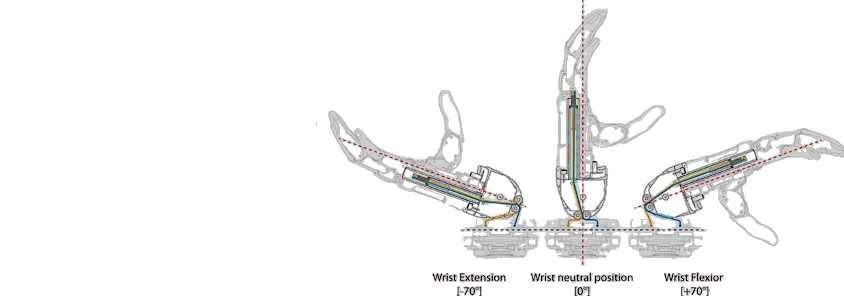 Wrist Extension
[-70°]
Wrist neutral position
[0°]
Wrist Flexior
[+70°]